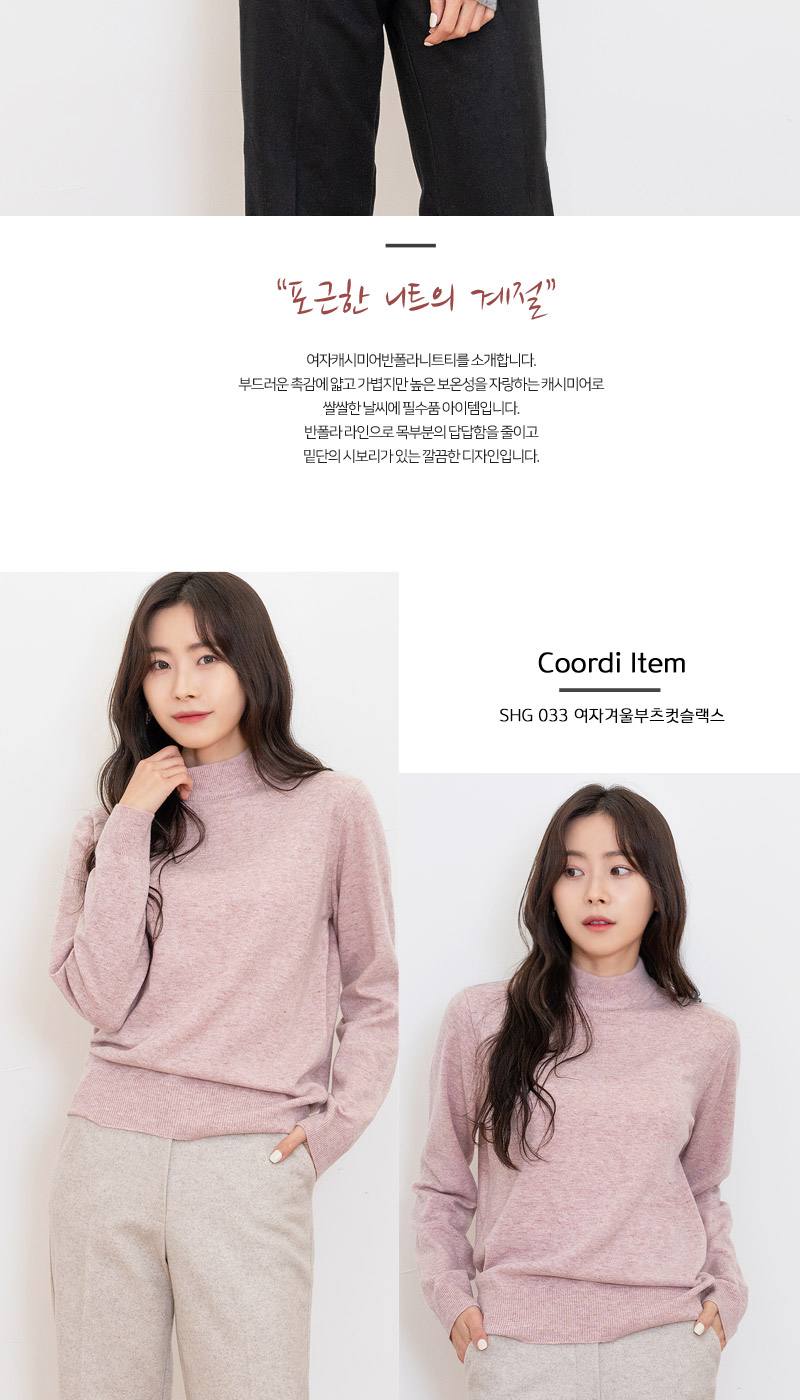 “포근한 니트의 계절”
여자캐시미어반폴라니트티를 소개합니다.
부드러운 촉감에 얇고 가볍지만 높은 보온성을 자랑하는 캐시미어로
쌀쌀한 날씨에 필수품 아이템입니다.
반폴라 라인으로 목부분의 답답함을 줄이고
밑단의 시보리가 있는 깔끔한 디자인입니다.
Coordi Item
SHG 033 여자겨울부츠컷슬랙스